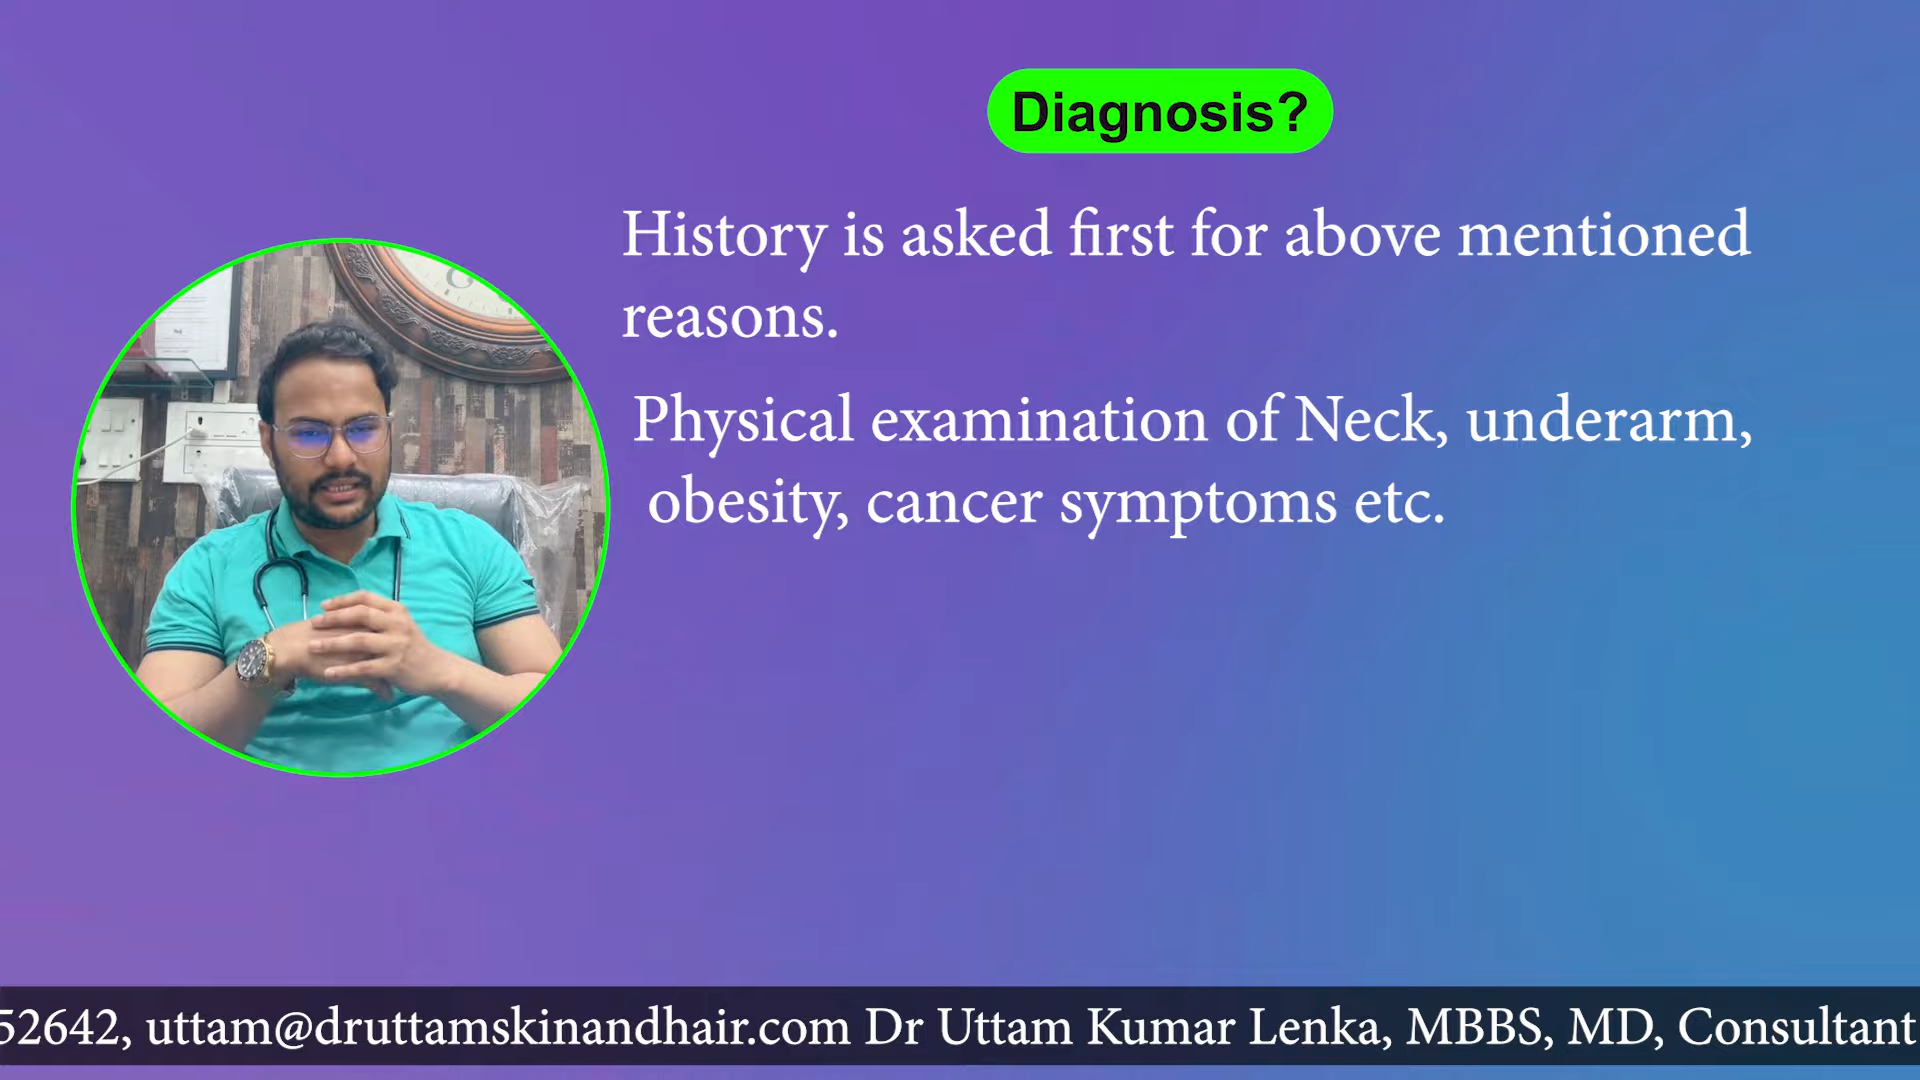 Diagnosis?
History is asked first for above mentioned
reasons.
Physical examination of Neck, underarm,
obesity, cancer symptoms etc.
52642, uttam@druttamskinandhair.com Dr Uttam Kumar Lenka, MBBS, MD, Consultant